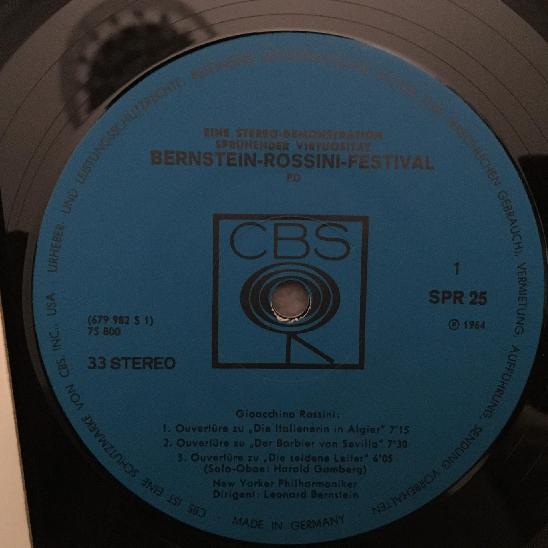 EINE STEREO-DEMONSTRATION
SPRÜHENDER VIRTUOSITÄT
BERNSTEIN-ROSSINI-FESTIVAL
PD
CBS
1
SPR 25
Ⓟ 1964
(679 982 S 1)
75 800
33 STEREO
Gioacchino Rossini:
1. Ouvertüre zu „Die Italienerin in Algier" 7'15
2. Ouvertüre zu „Der Barbier von Sevilla" 7'30
3. Ouvertüre zu „Die seidene Leiter" 6'05
(Solo-Oboe: Harold Gomberg)
New Yorker Philharmoniker
Dirigent: Leonard Bernstein
CBS IST EINE SCHUTZMARKE VON CBS, INC., USA URHEBER- UND LEISTUNGSSCHUTZRECHTE,
GEBRAUCH), VERMIETUNG, AUFFÜHRUNG, SENDUNG VORBEHALTEN
· MADE IN GERMANY ·